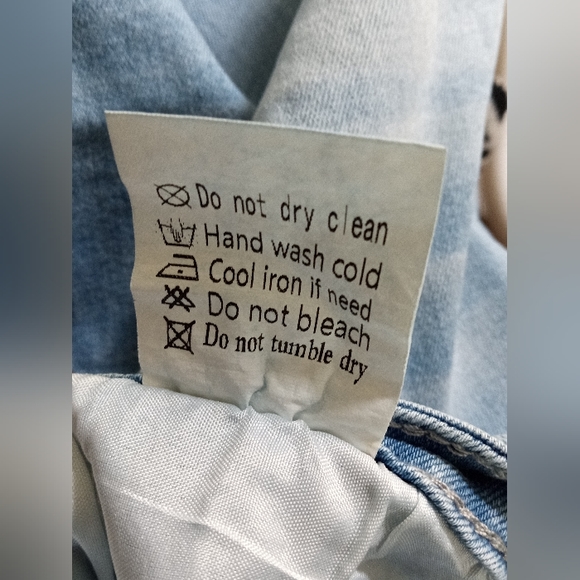 Do not dry clean
Hand wash cold
Cool iron if need
Do not bleach
Do not tumble dry